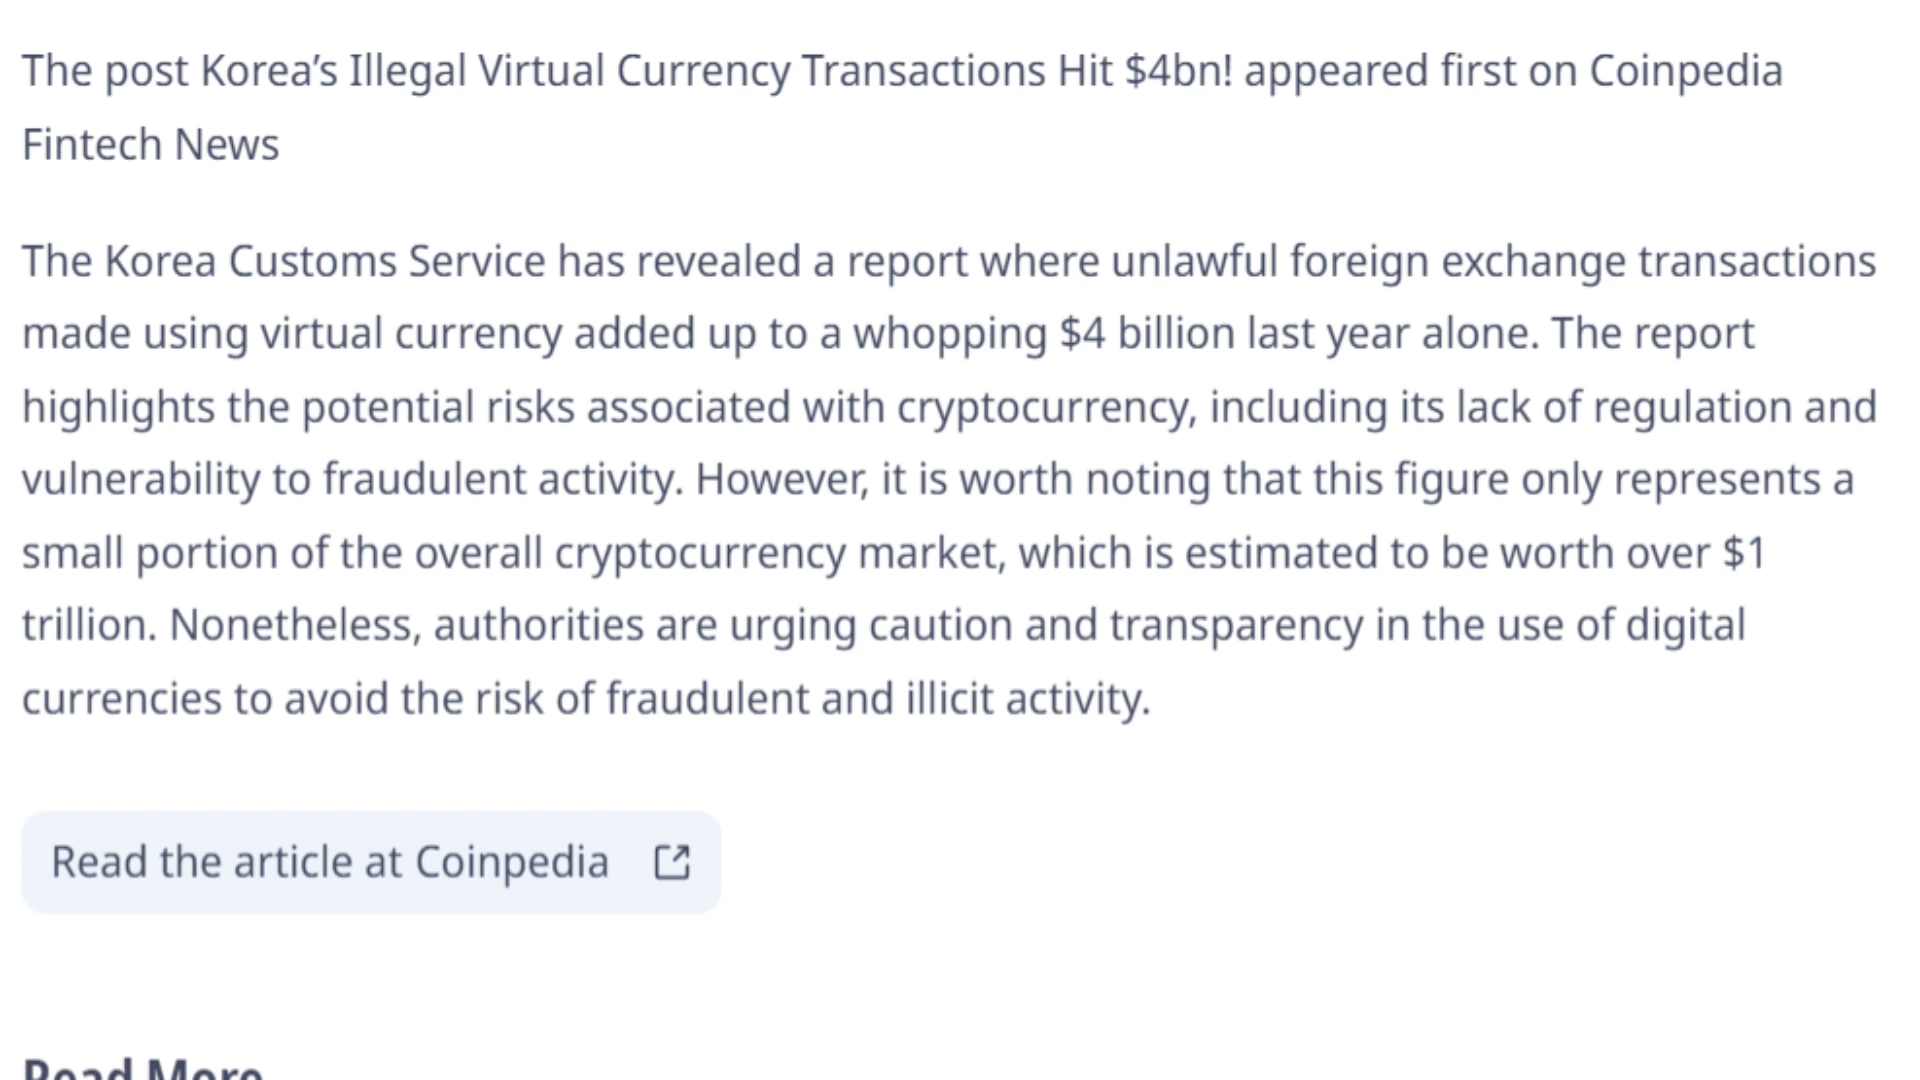 The post Korea’s Illegal Virtual Currency Transactions Hit $4bn! appeared first on Coinpedia
Fintech News
The Korea Customs Service has revealed a report where unlawful foreign exchange transactions
made using virtual currency added up to a whopping $4 billion last year alone. The report
highlights the potential risks associated with cryptocurrency, including its lack of regulation and
vulnerability to fraudulent activity. However, it is worth noting that this figure only represents a
small portion of the overall cryptocurrency market, which is estimated to be worth over $1
trillion. Nonetheless, authorities are urging caution and transparency in the use of digital
currencies to avoid the risk of fraudulent and illicit activity.
Read the article at Coinpedia
Read More